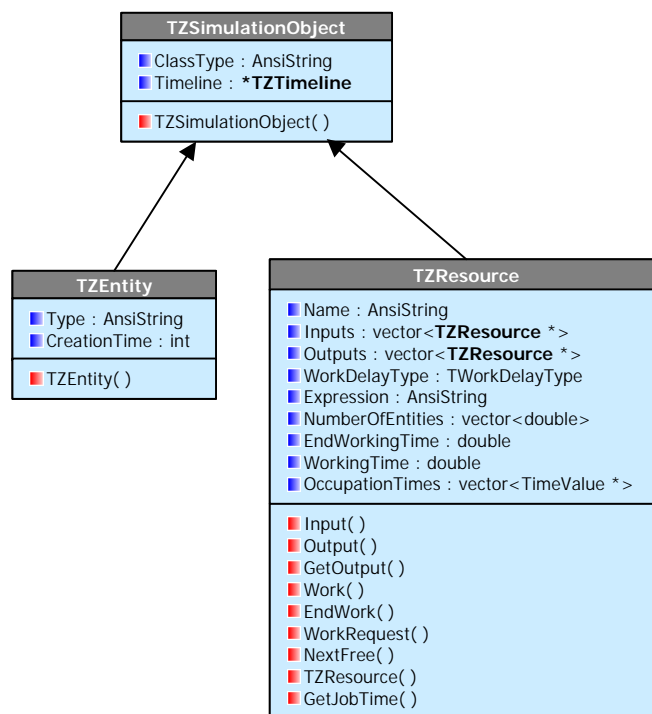 TZSimulationObject
ClassType : AnsiString
Timeline : *TZTimeline
TZSimulationObject( )
TZEntity
Type : AnsiString
CreationTime : int
TZEntity( )
TZResource
Name : AnsiString
Inputs : vector<TZResource *>
Outputs : vector<TZResource *>
WorkDelayType : TWorkDelayType
Expression : AnsiString
NumberOfEntities : vector<double>
EndWorkingTime : double
WorkingTime : double
OccupationTimes : vector<TimeValue *>
Input( )
Output( )
GetOutput( )
Work( )
EndWork( )
WorkRequest( )
NextFree( )
TZResource( )
GetJobTime( )